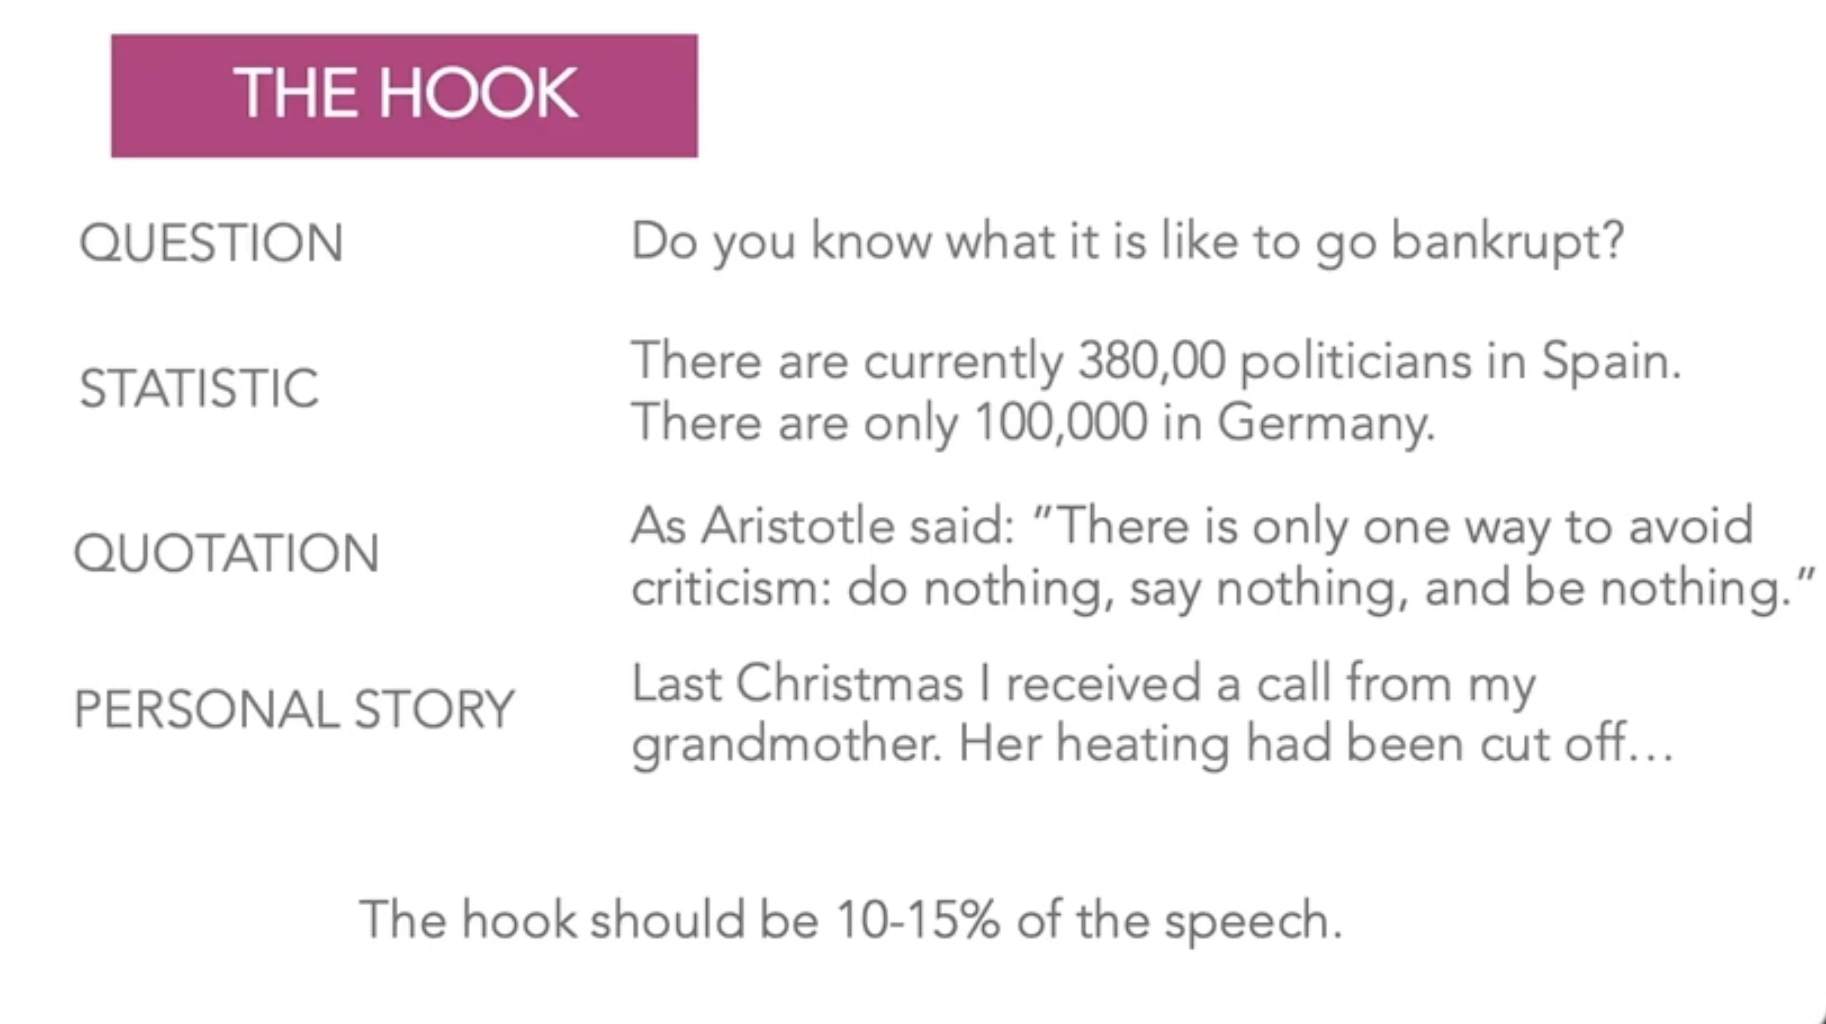 THE HOOK
QUESTION
Do you know what it is like to go bankrupt?
STATISTIC
There are currently 380,00 politicians in Spain.
There are only 100,000 in Germany.
QUOTATION
As Aristotle said: "There is only one way to avoid
criticism: do nothing, say nothing, and be nothing."
PERSONAL STORY
Last Christmas I received a call from my
grandmother. Her heating had been cut off...
The hook should be 10-15% of the speech.